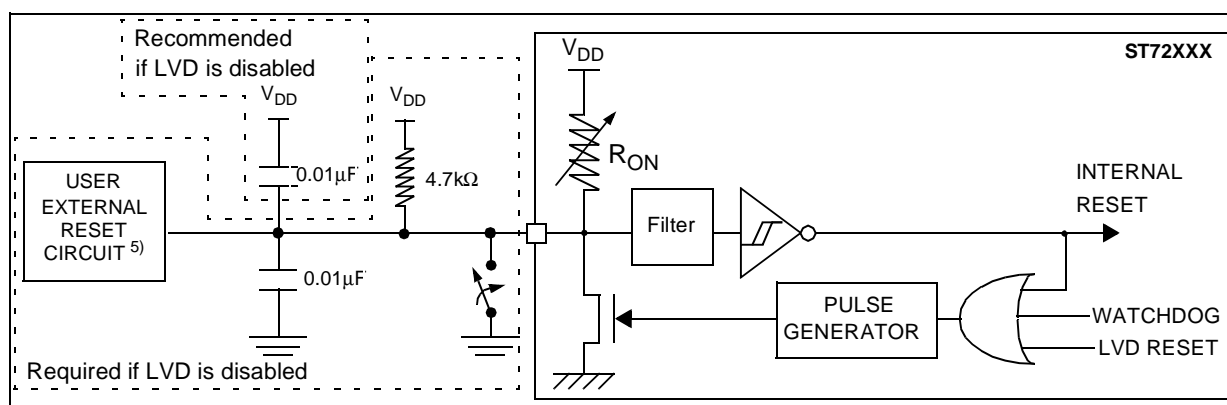 Recommended
if LVD is disabled
VDD
0.01µF
VDD
4.7kΩ
USER
EXTERNAL
RESET
CIRCUIT 5)
0.01µF
Required if LVD is disabled
ST72XXX
VDD
RON
Filter
INTERNAL
RESET
PULSE
GENERATOR
WATCHDOG
LVD RESET